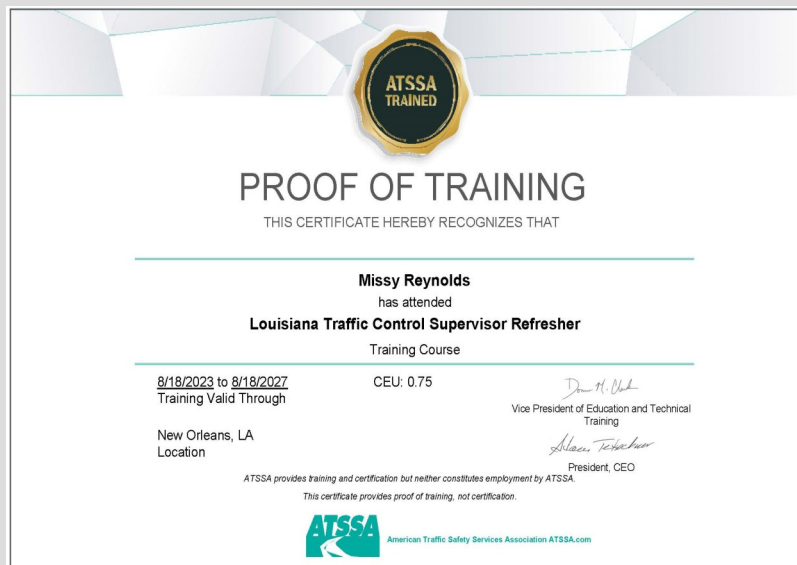 ATSSA
TRAINED
PROOF OF TRAINING
THIS CERTIFICATE HEREBY RECOGNIZES THAT
Missy Reynolds
has attended
Louisiana Traffic Control Supervisor Refresher
Training Course
8/18/2023 to 8/18/2027
Training Valid Through
CEU: 0.75
Vice President of Education and Technical
Training
New Orleans, LA
Location
President, CEO
ATSSA provides training and certification but neither constitutes employment by ATSSA.
This certificate provides proof of training, not certification.
ATSSA
American Traffic Safety Services Association ATSSA.com